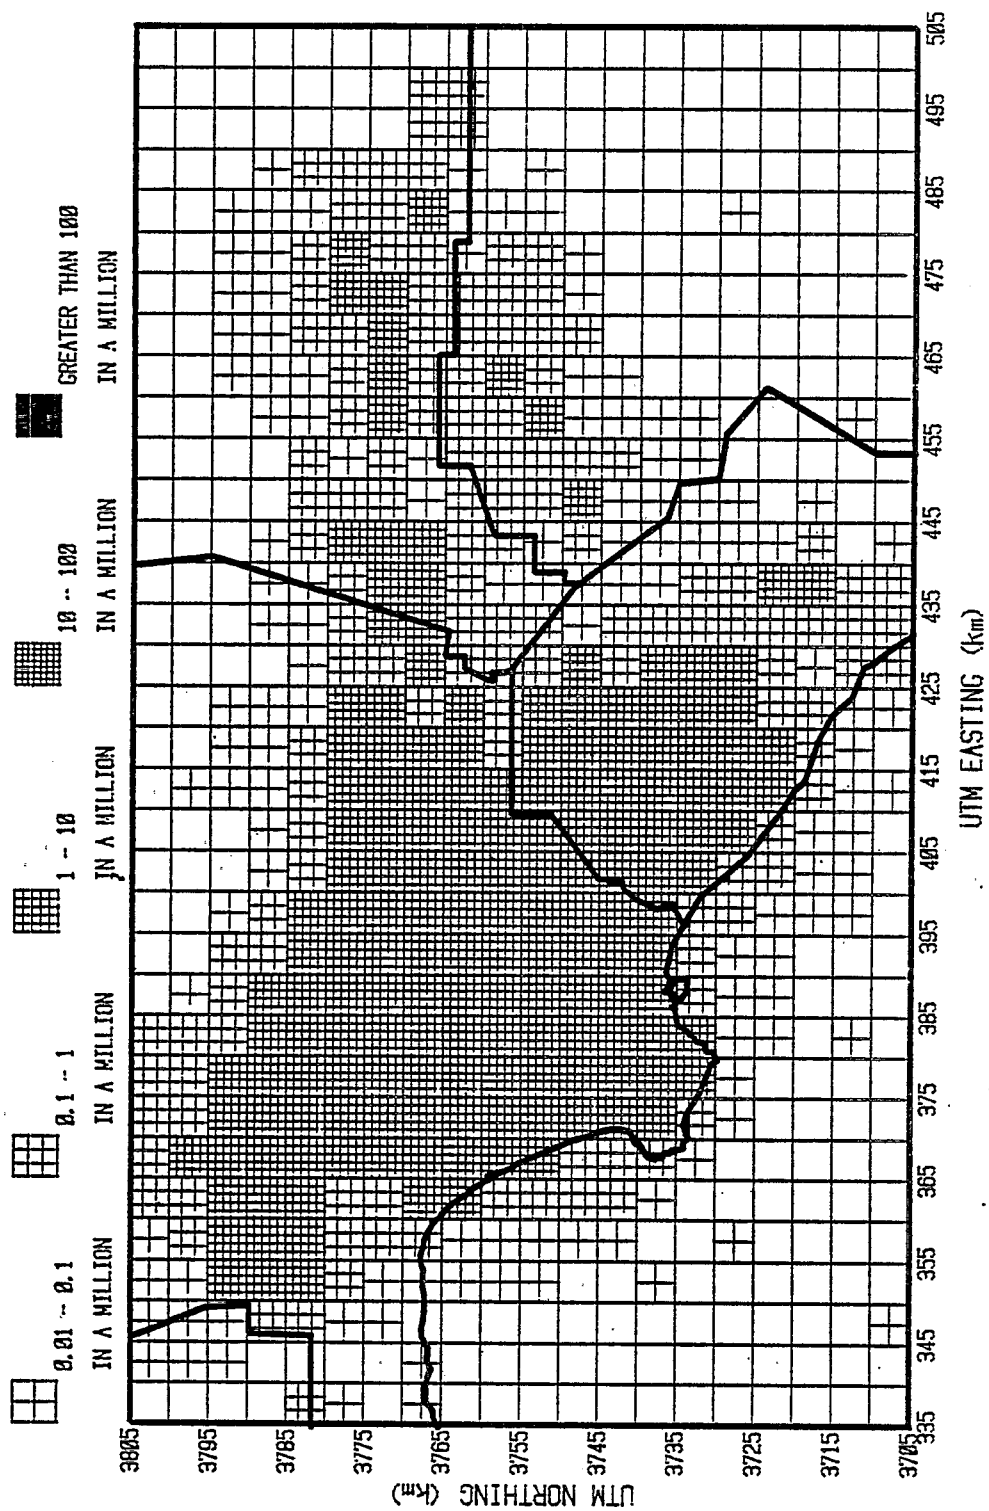 0.01 -- 0.1
IN A MILLION
0.1 -- 1
IN A MILLION
1 - 10
IN A MILLION
10 -- 100
IN A MILLION
GREATER THAN 100
IN A MILLION
3805
3795
3785
3775
3765
3755
3745
3735
3725
3715
3705
UTM NORTHING (km)
335
345
355
365
375
385
395
405
415
425
435
445
455
465
475
485
495
505
UTM EASTING (km)